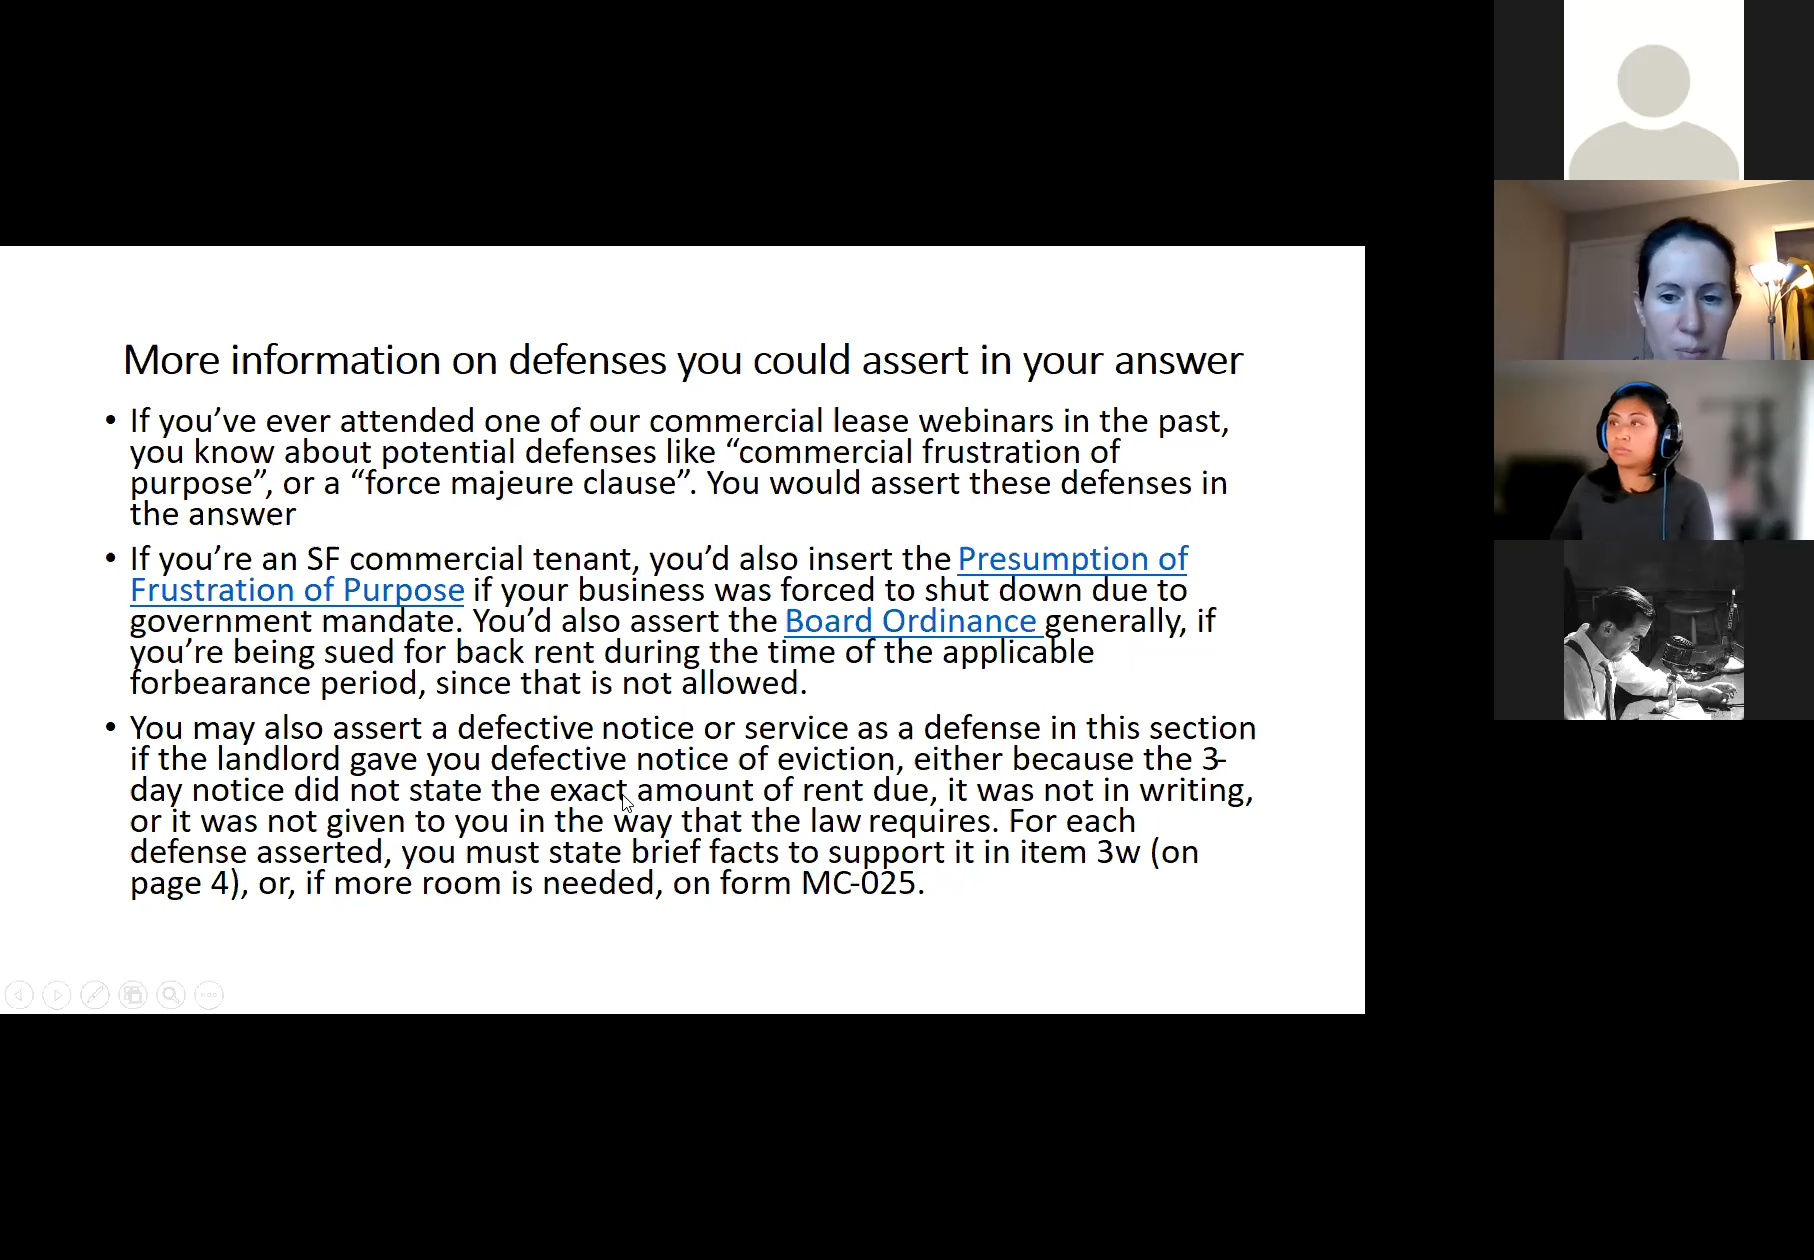 More information on defenses you could assert in your answer
• If you’ve ever attended one of our commercial lease webinars in the past,
you know about potential defenses like “commercial frustration of
purpose”, or a “force majeure clause”. You would assert these defenses in
the answer
• If you’re an SF commercial tenant, you’d also insert the Presumption of
Frustration of Purpose if your business was forced to shut down due to
government mandate. You’d also assert the Board Ordinance generally, if
you’re being sued for back rent during the time of the applicable
forbearance period, since that is not allowed.
• You may also assert a defective notice or service as a defense in this section
if the landlord gave you defective notice of eviction, either because the 3-
day notice did not state the exact amount of rent due, it was not in writing,
or it was not given to you in the way that the law requires. For each
defense asserted, you must state brief facts to support it in item 3w (on
page 4), or, if more room is needed, on form MC-025.